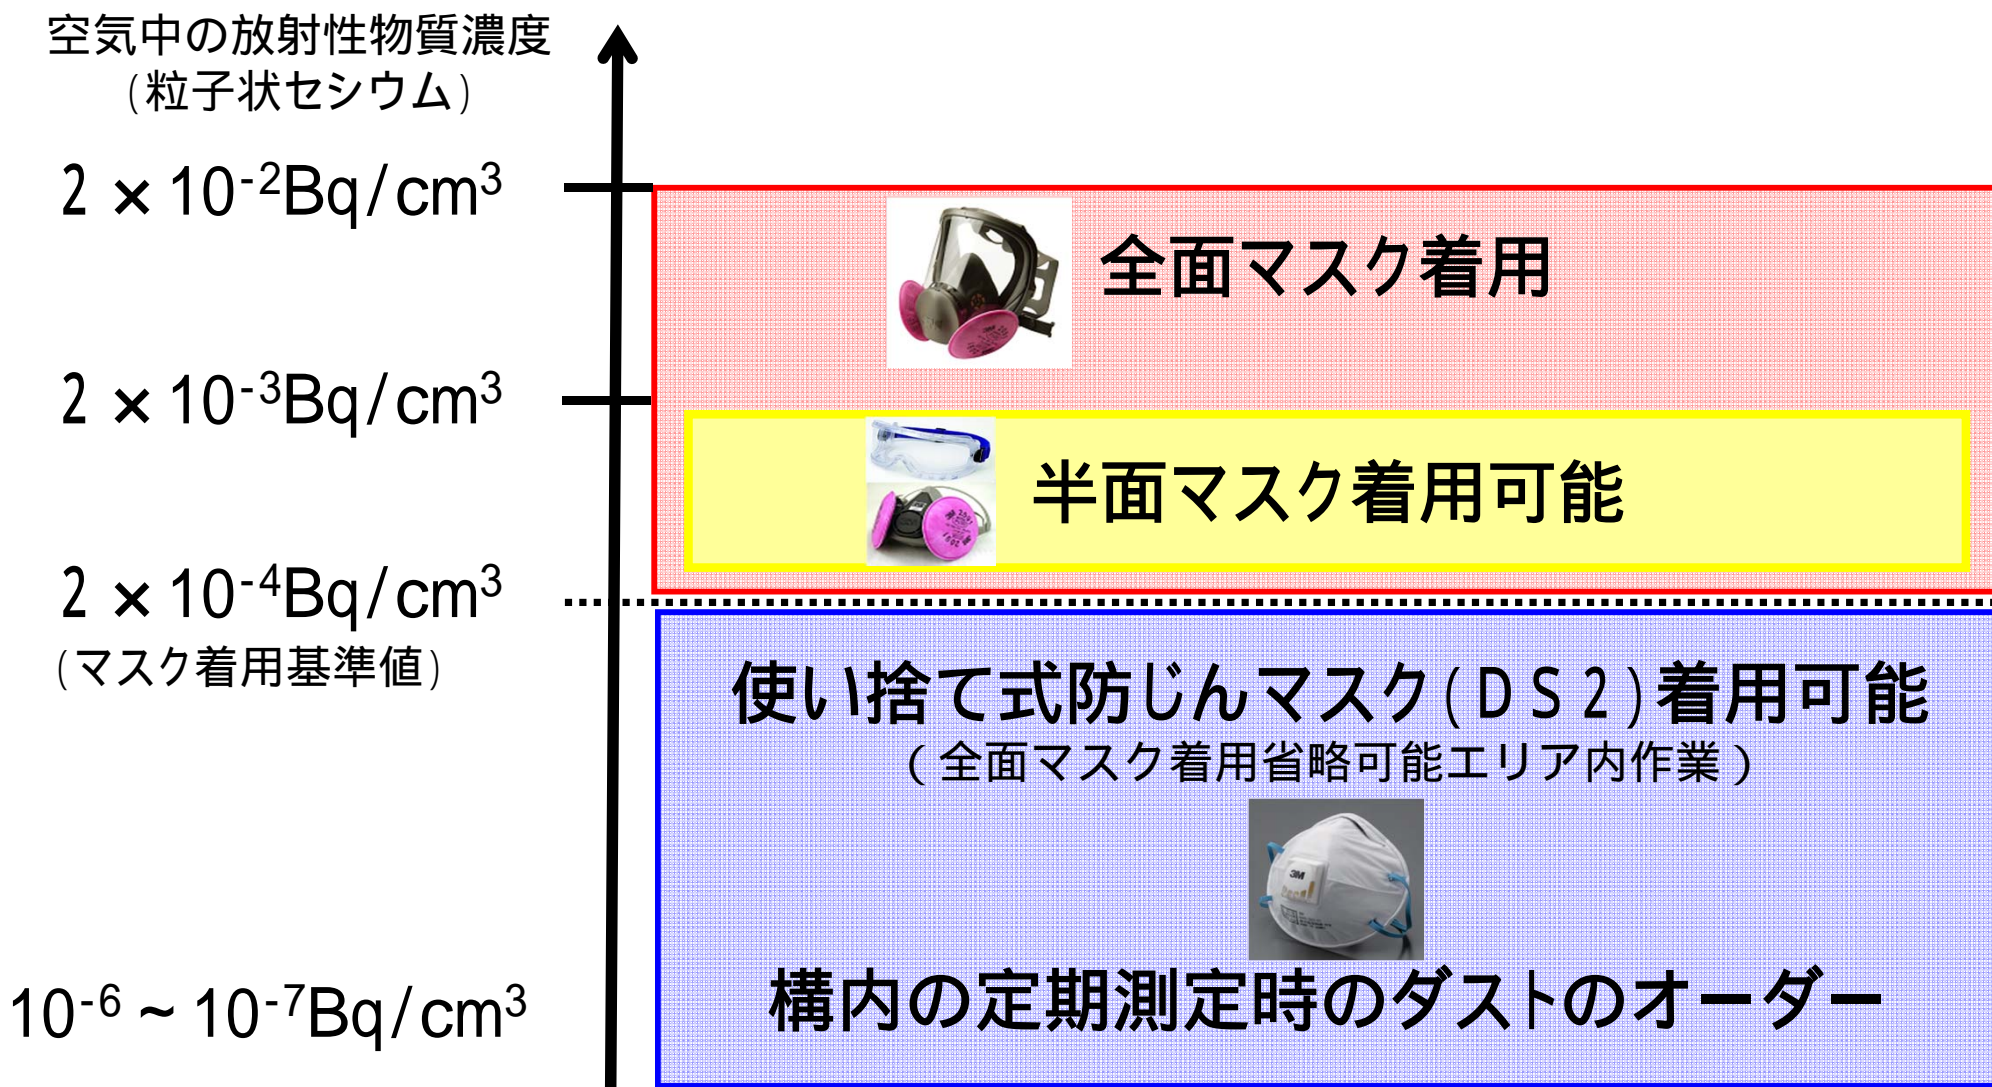 空気中の放射性物質濃度
(粒子状セシウム)
2 × 10⁻²Bq/cm³
全面マスク着用
2 × 10⁻³Bq/cm³
半面マスク着用可能
2 × 10⁻⁴Bq/cm³
(マスク着用基準値)
使い捨て式防じんマスク(DS2)着用可能
(全面マスク着用省略可能エリア内作業)
3M
構内の定期測定時のダストのオーダー
10⁻⁶~10⁻⁷Bq/cm³